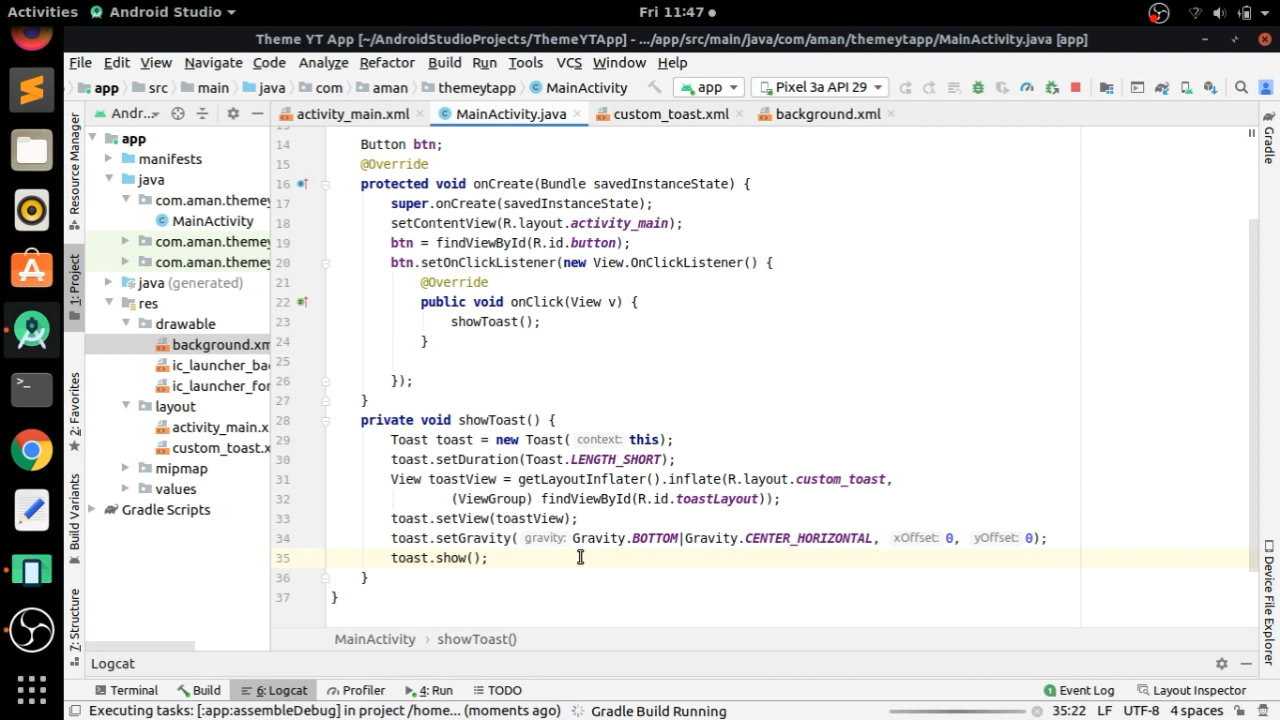 Activities Android Studio Fri 11:47
Theme YT App [~/AndroidStudioProjects/ThemeYTApp] - .../app/src/main/java/com/aman/themeytapp/MainActivity.java [app]
File Edit View Navigate Code Analyze Refactor Build Run Tools VCS Window Help
app src main java com aman themeytapp MainActivity app Pixel 3a API 29
Andr... activity_main.xml MainActivity.java custom_toast.xml background.xml
Resource Manager
1: Project
2: Favorites
Build Variants
7: Structure
app
manifests
java
com.aman.themey
MainActivity
com.aman.themey
com.aman.themey
java (generated)
res
drawable
background.xm
ic_launcher_bac
ic_launcher_for
layout
activity_main.x
custom_toast.x
mipmap
values
Gradle Scripts
14 Button btn;
15 @Override
16 protected void onCreate(Bundle savedInstanceState) {
17 super.onCreate(savedInstanceState);
18 setContentView(R.layout.activity_main);
19 btn = findViewById(R.id.button);
20 btn.setOnClickListener(new View.OnClickListener() {
21 @Override
22 public void onClick(View v) {
23 showToast();
24 }
25
26 });
27 }
28 private void showToast() {
29 Toast toast = new Toast( context: this);
30 toast.setDuration(Toast.LENGTH_SHORT);
31 View toastView = getLayoutInflater().inflate(R.layout.custom_toast,
32 (ViewGroup) findViewById(R.id.toastLayout));
33 toast.setView(toastView);
34 toast.setGravity( gravity: Gravity.BOTTOM|Gravity.CENTER_HORIZONTAL, xOffset: 0, yOffset: 0);
35 toast.show();
36 }
37 }
Gradle
Device File Explorer
MainActivity showToast()
Logcat
Terminal Build 6: Logcat Profiler 4: Run TODO Event Log Layout Inspector
Executing tasks: [:app:assembleDebug] in project /home... (moments ago) Gradle Build Running 35:22 LF UTF-8 4 spaces